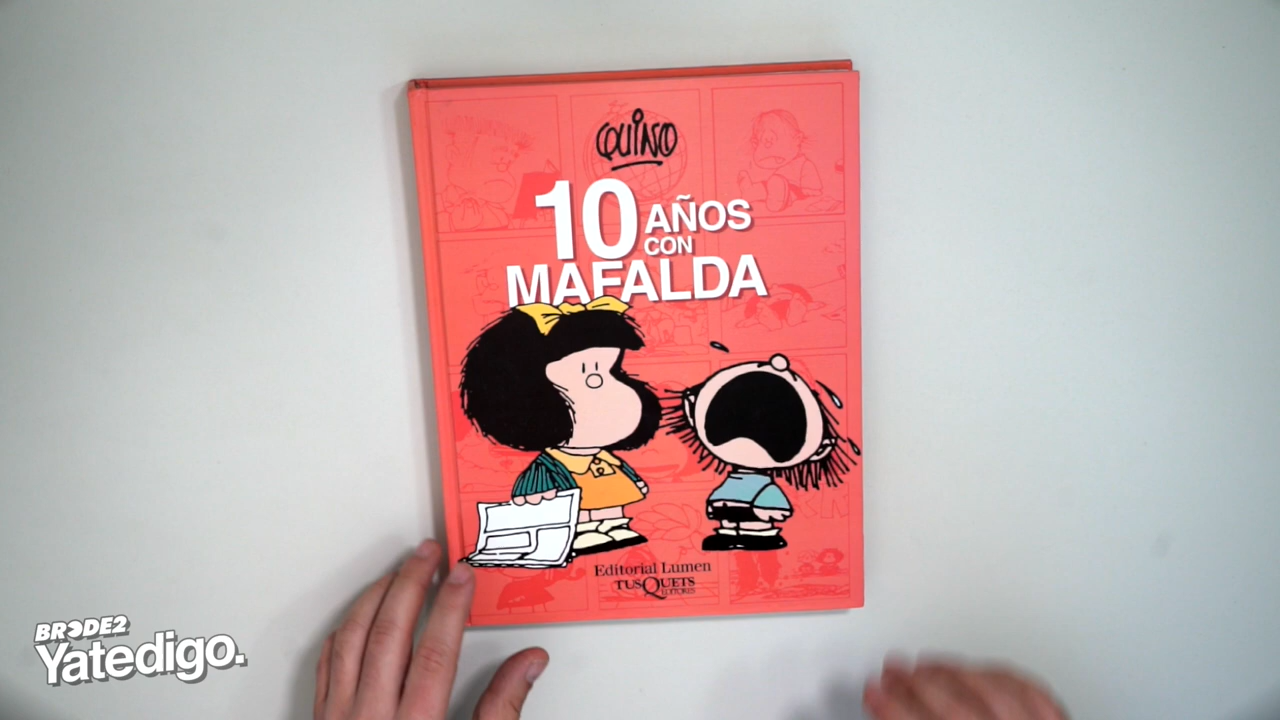 QUINO
10 AÑOS
CON
MAFALDA
Editorial Lumen
TUSQUETS
EDITORES
BRODE2
Yatedigo.